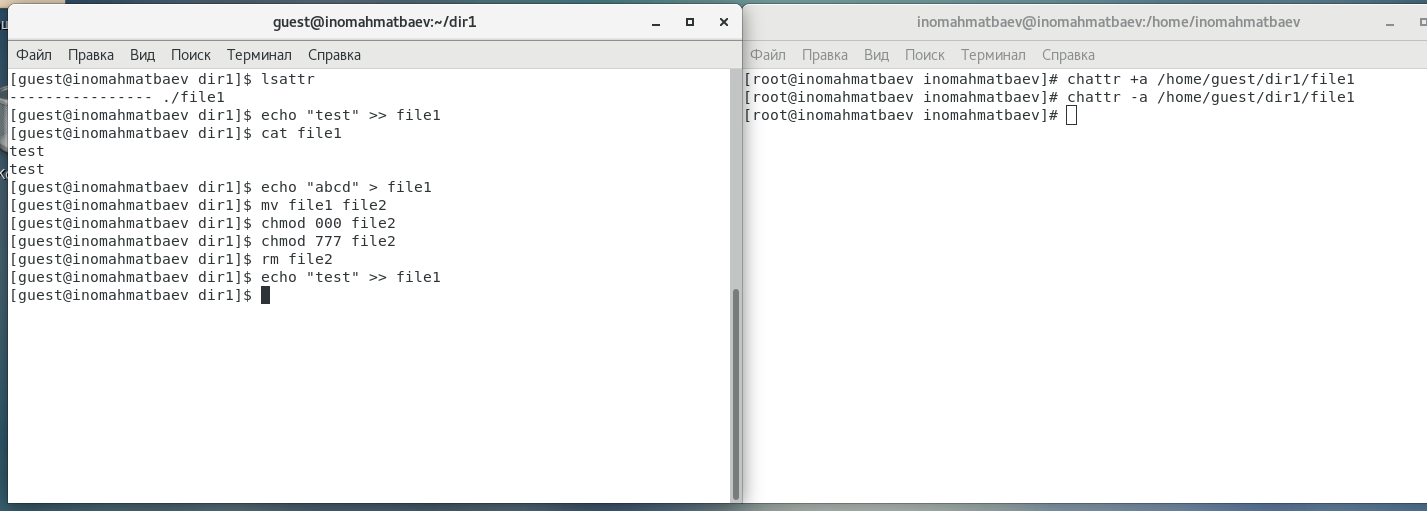 guest@inomahmatbaev:~/dir1
Файл Правка Вид Поиск Терминал Справка
[guest@inomahmatbaev dir1]$ lsattr
---------------- ./file1
[guest@inomahmatbaev dir1]$ echo "test" >> file1
[guest@inomahmatbaev dir1]$ cat file1
test
test
[guest@inomahmatbaev dir1]$ echo "abcd" > file1
[guest@inomahmatbaev dir1]$ mv file1 file2
[guest@inomahmatbaev dir1]$ chmod 000 file2
[guest@inomahmatbaev dir1]$ chmod 777 file2
[guest@inomahmatbaev dir1]$ rm file2
[guest@inomahmatbaev dir1]$ echo "test" >> file1
[guest@inomahmatbaev dir1]$
inomahmatbaev@inomahmatbaev:/home/inomahmatbaev
Файл Правка Вид Поиск Терминал Справка
[root@inomahmatbaev inomahmatbaev]# chattr +a /home/guest/dir1/file1
[root@inomahmatbaev inomahmatbaev]# chattr -a /home/guest/dir1/file1
[root@inomahmatbaev inomahmatbaev]#